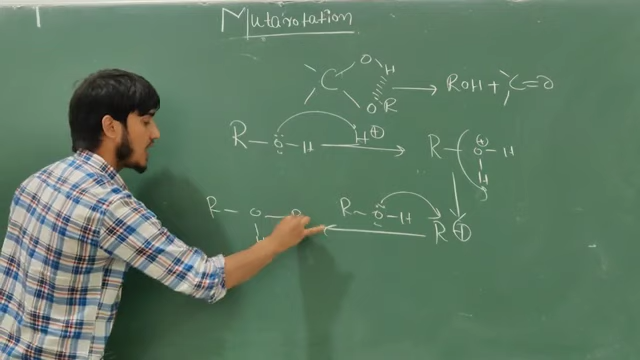 Mutarotation
C O H O R → ROH + C=O
R — O — H H⊕ → R — O⊕ — H
H
R — O — R — O — H ← R⊕
H